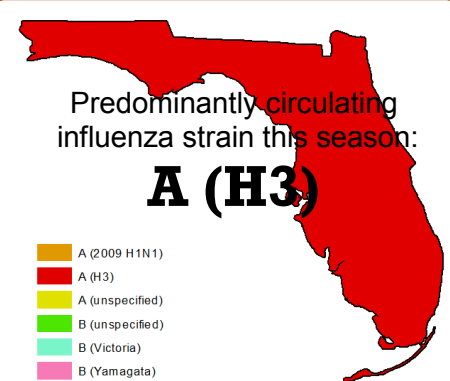 Predominantly circulating
influenza strain this season:
A (H3)
A (2009 H1N1)
A (H3)
A (unspecified)
B (unspecified)
B (Victoria)
B (Yamagata)